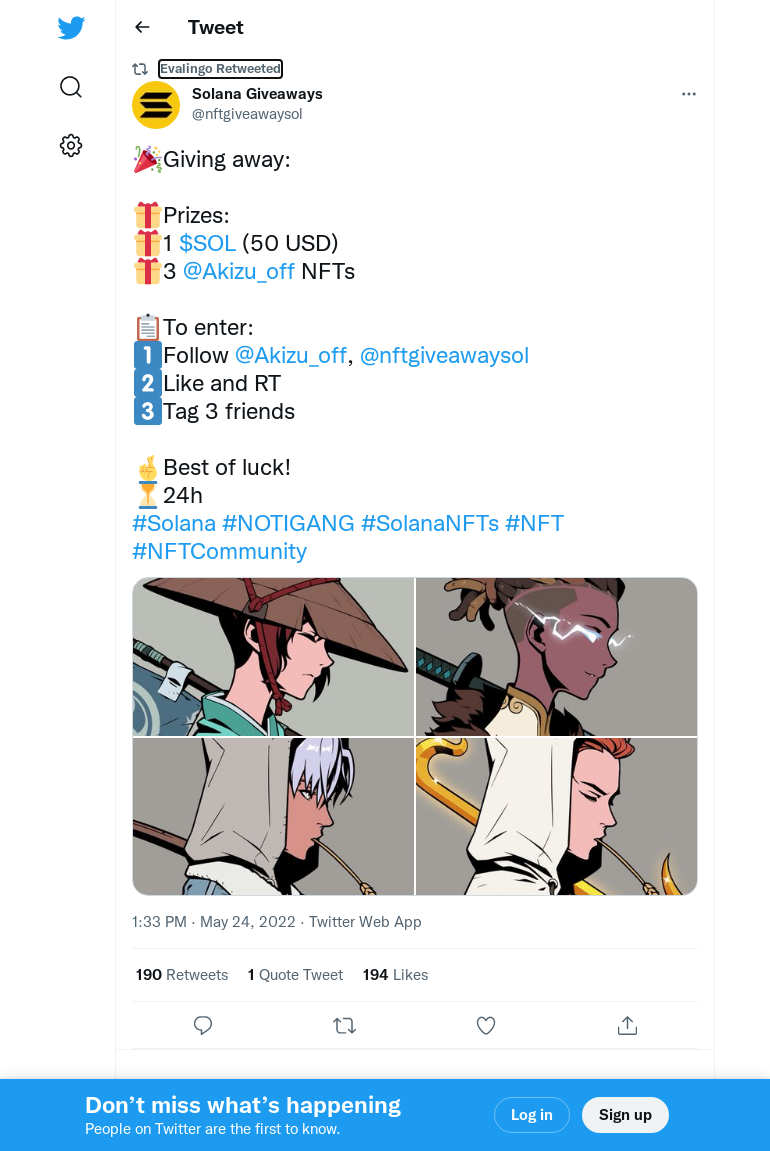 Tweet
Evalingo Retweeted
Solana Giveaways
@nftgiveawaysol
🎉Giving away:
🎁Prizes:
🎁1 $SOL (50 USD)
🎁3 @Akizu_off NFTs
📋To enter:
1️⃣Follow @Akizu_off, @nftgiveawaysol
2️⃣Like and RT
3️⃣Tag 3 friends
🤞Best of luck!
⏳24h
#Solana #NOTIGANG #SolanaNFTs #NFT
#NFTCommunity
1:33 PM · May 24, 2022 · Twitter Web App
190 Retweets 1 Quote Tweet 194 Likes
Don’t miss what’s happening
People on Twitter are the first to know.
Log in
Sign up